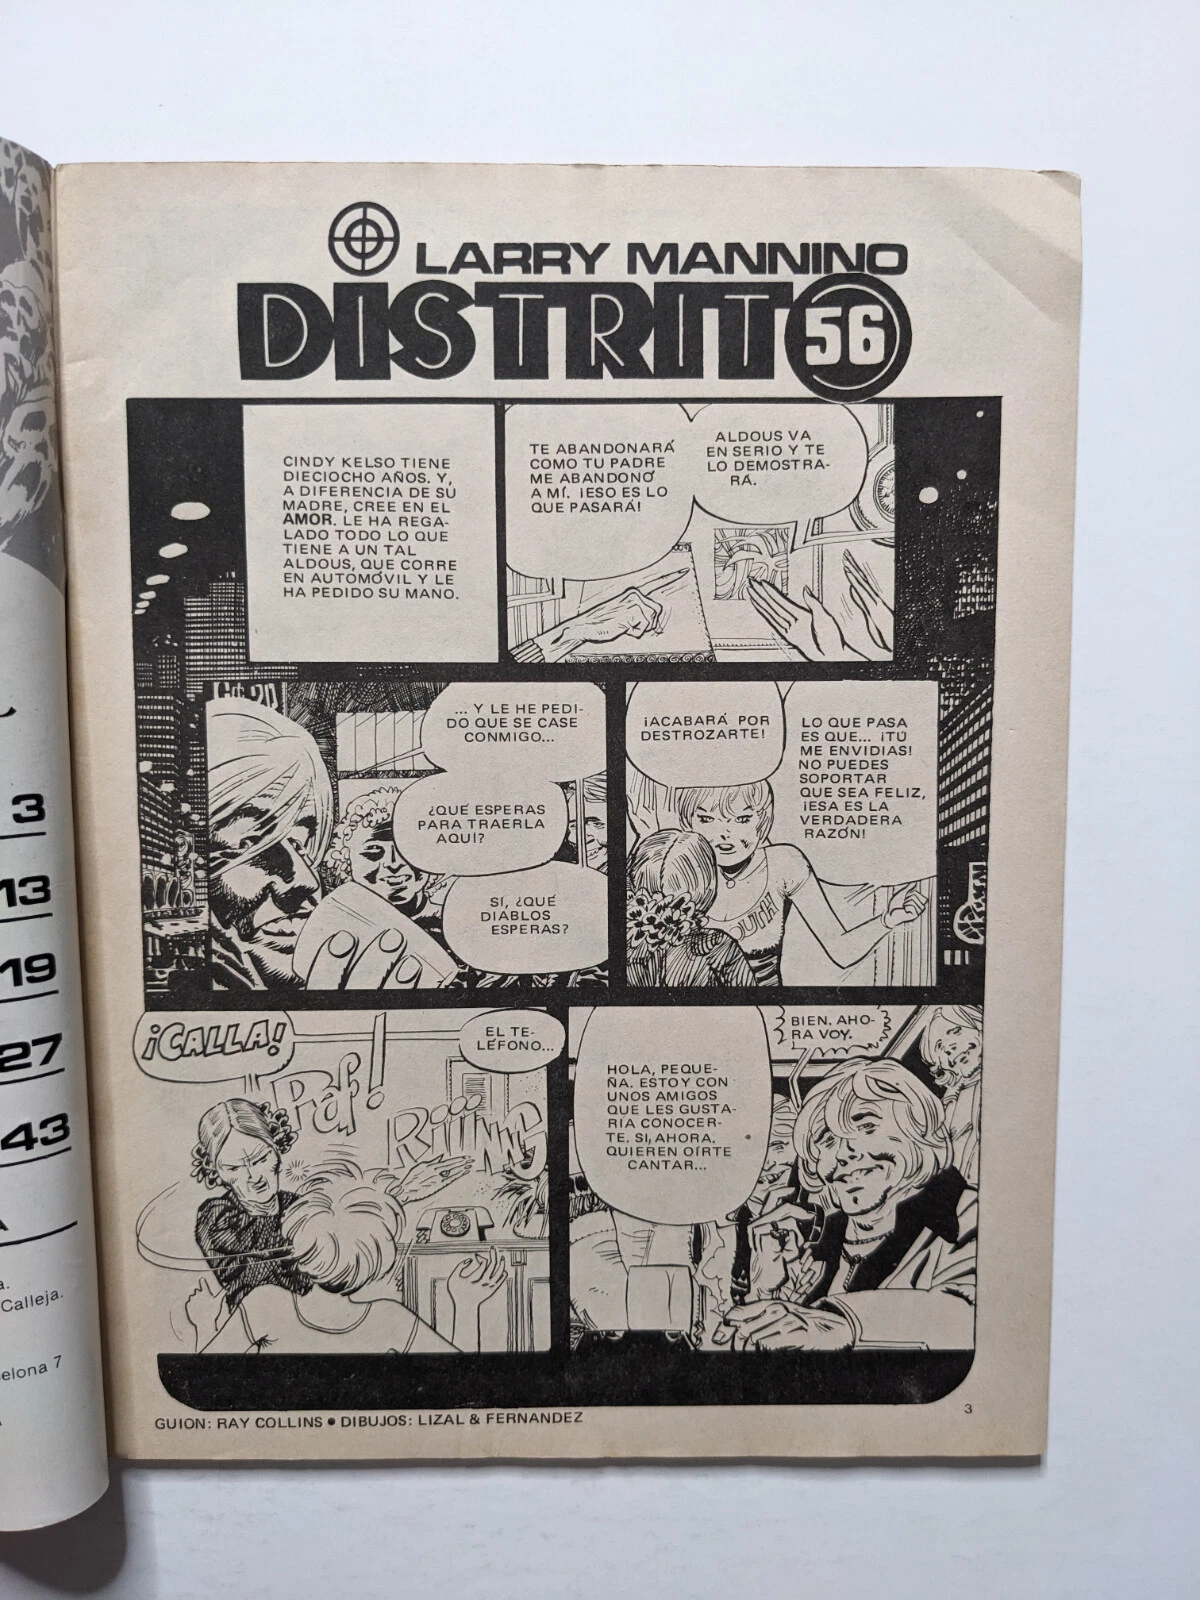 LARRY MANNINO
DISTRITO
56
CINDY KELSO TIENE
DIECIOCHO AÑOS. Y,
A DIFERENCIA DE SU
MADRE, CREE EN EL
AMOR. LE HA REGA-
LADO TODO LO QUE
TIENE A UN TAL
ALDOUS, QUE CORRE
EN AUTOMÓVIL Y LE
HA PEDIDO SU MANO.
TE ABANDONARÁ
COMO TU PADRE
ME ABANDONÓ
A MÍ. ¡ESO ES LO
QUE PASARÁ!
ALDOUS VA
EN SERIO Y TE
LO DEMOSTRA-
RÁ.
... Y LE HE PEDI-
DO QUE SE CASE
CONMIGO...
¿QUÉ ESPERAS
PARA TRAERLA
AQUI?
SÍ, ¿QUÉ
DIABLOS
ESPERAS?
¡ACABARÁ POR
DESTROZARTE!
LO QUE PASA
ES QUE... ¡TÚ
ME ENVIDIAS!
NO PUEDES
SOPORTAR
QUE SEA FELIZ,
¡ESA ES LA
VERDADERA
RAZÓN!
¡CALLA!
Paf!
EL TE-
LÉFONO...
HOLA, PEQUE-
ÑA. ESTOY CON
UNOS AMIGOS
QUE LES GUSTA-
RIA CONOCER-
TE. SI, AHORA.
QUIEREN OÍRTE
CANTAR...
BIEN. AHO-
RA VOY.
GUION: RAY COLLINS ● DIBUJOS: LIZAL & FERNANDEZ
3
3
13
19
27
43
A
a.
Calleja.
elona 7